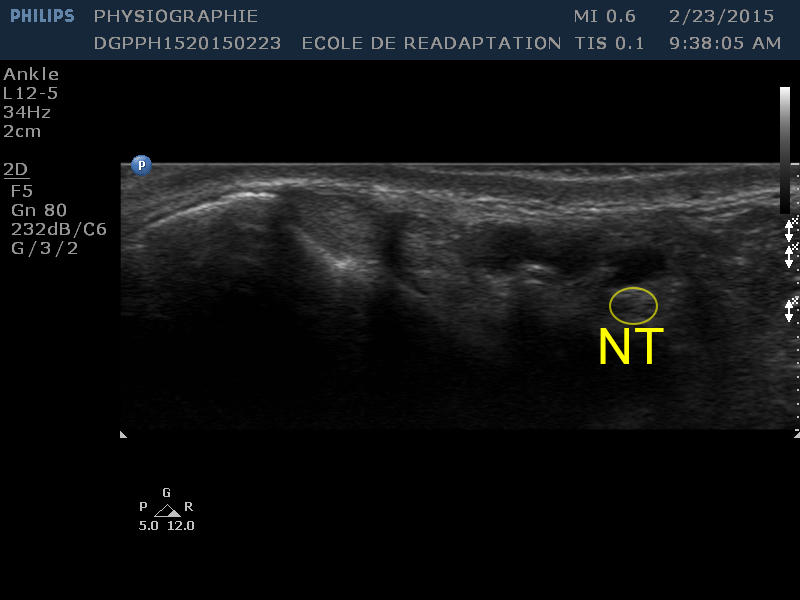 PHILIPS PHYSIOGRAPHIE MI 0.6 2/23/2015
DGPPH1520150223 ECOLE DE READAPTATION TIS 0.1 9:38:05 AM
Ankle
L12-5
34Hz
2cm
2D
F5
Gn 80
232dB/C6
G/3/2
P
NT
G
P R
5.0 12.0